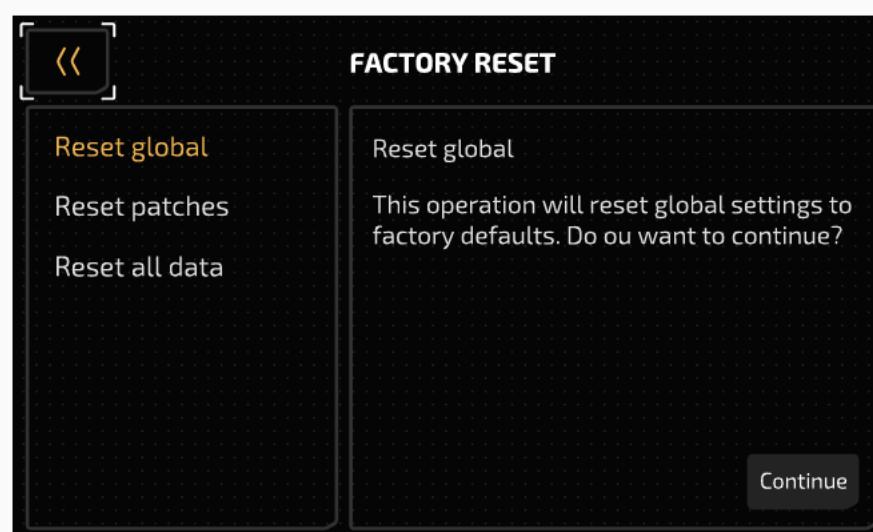 FACTORY RESET
Reset global
Reset patches
Reset all data
Reset global
This operation will reset global settings to
factory defaults. Do ou want to continue?
Continue